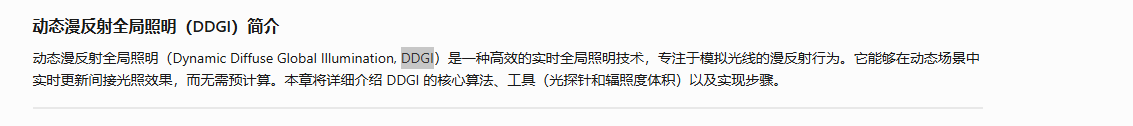 动态漫反射全局照明（DDGI）简介
动态漫反射全局照明（Dynamic Diffuse Global Illumination, DDGI）是一种高效的实时全局照明技术，专注于模拟光线的漫反射行为。它能够在动态场景中
实时更新间接光照效果，而无需预计算。本章将详细介绍 DDGI 的核心算法、工具（光探针和辐照度体积）以及实现步骤。